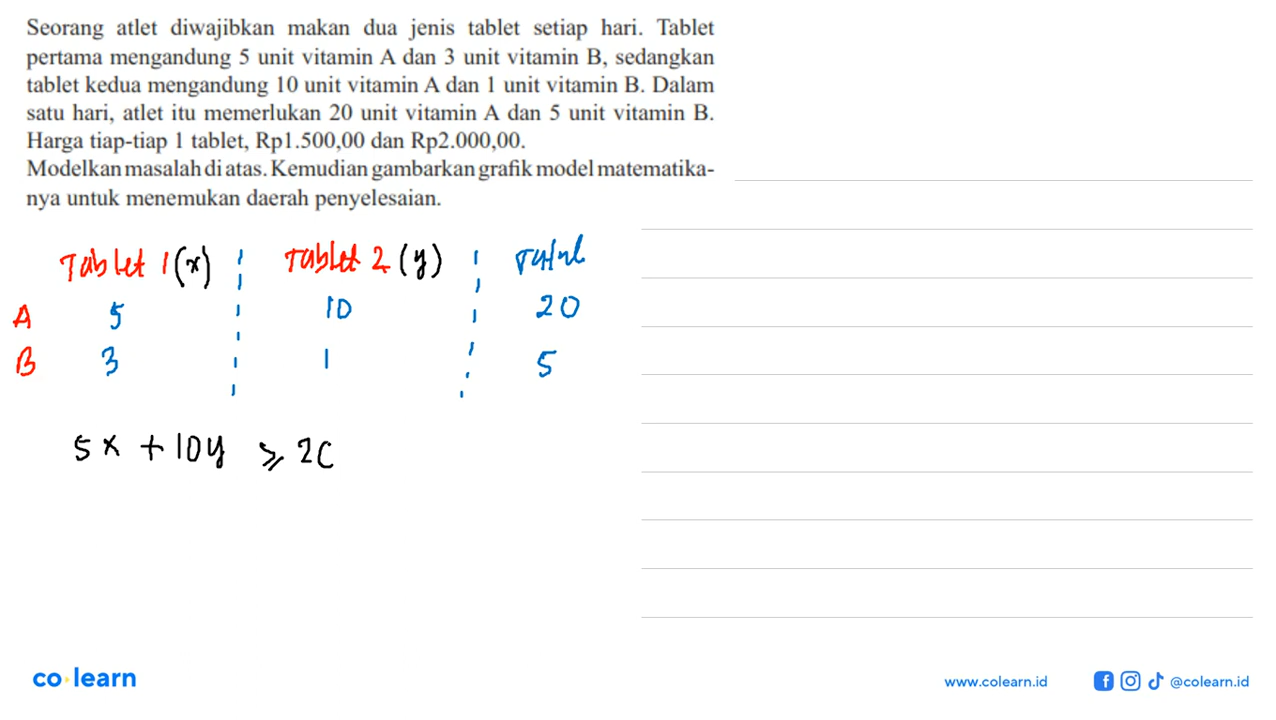 Seorang atlet diwajibkan makan dua jenis tablet setiap hari. Tablet
pertama mengandung 5 unit vitamin A dan 3 unit vitamin B, sedangkan
tablet kedua mengandung 10 unit vitamin A dan 1 unit vitamin B. Dalam
satu hari, atlet itu memerlukan 20 unit vitamin A dan 5 unit vitamin B.
Harga tiap-tiap 1 tablet, Rp1.500,00 dan Rp2.000,00.
Modelkan masalah di atas. Kemudian gambarkan grafik model matematika-
nya untuk menemukan daerah penyelesaian.
Tablet 1 (x) Tablet 2 (y) Total
A 5 10 20
B 3 1 5
5x + 10y ⩾ 2
co·learn
www.colearn.id @colearn.id